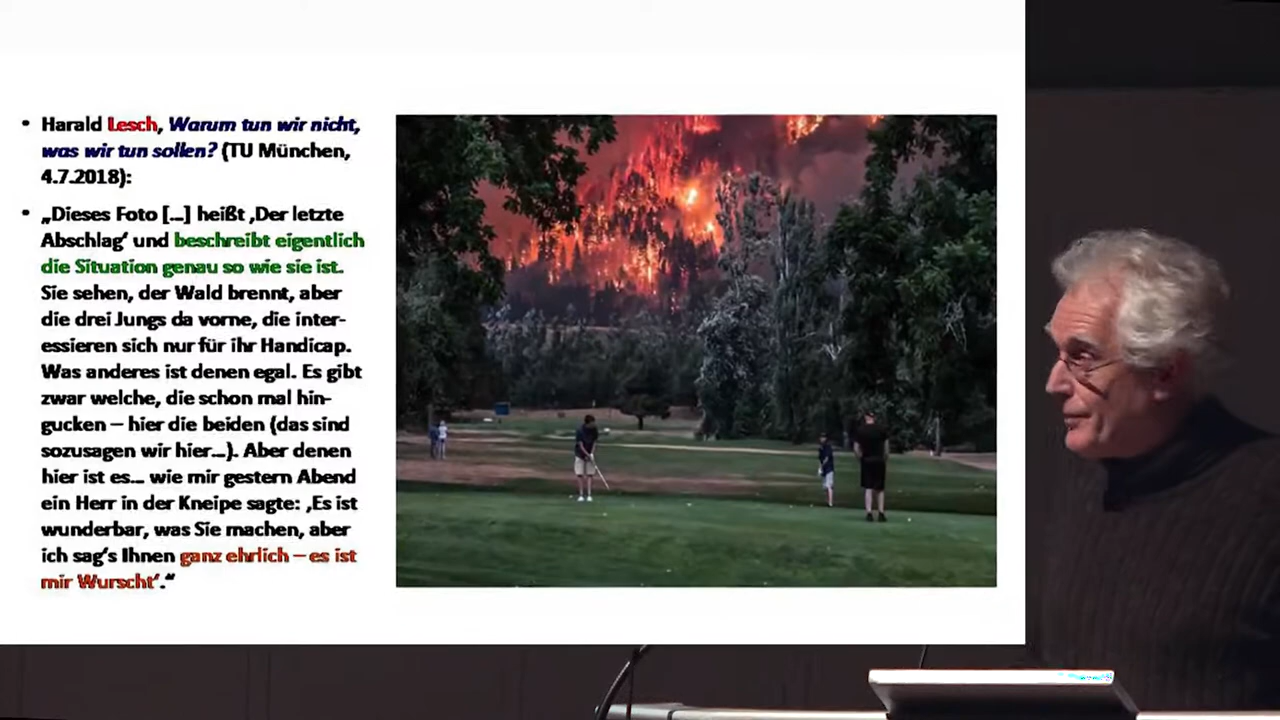 • Harald Lesch, Warum tun wir nicht,
was wir tun sollen? (TU München,
4.7.2018):
• „Dieses Foto [...] heißt ‚Der letzte
Abschlag‘ und beschreibt eigentlich
die Situation genau so wie sie ist.
Sie sehen, der Wald brennt, aber
die drei Jungs da vorne, die inter-
essieren sich nur für ihr Handicap.
Was anderes ist denen egal. Es gibt
zwar welche, die schon mal hin-
gucken – hier die beiden (das sind
sozusagen wir hier...). Aber denen
hier ist es... wie mir gestern Abend
ein Herr in der Kneipe sagte: ‚Es ist
wunderbar, was Sie machen, aber
ich sag‘s Ihnen ganz ehrlich – es ist
mir Wurscht‘.“